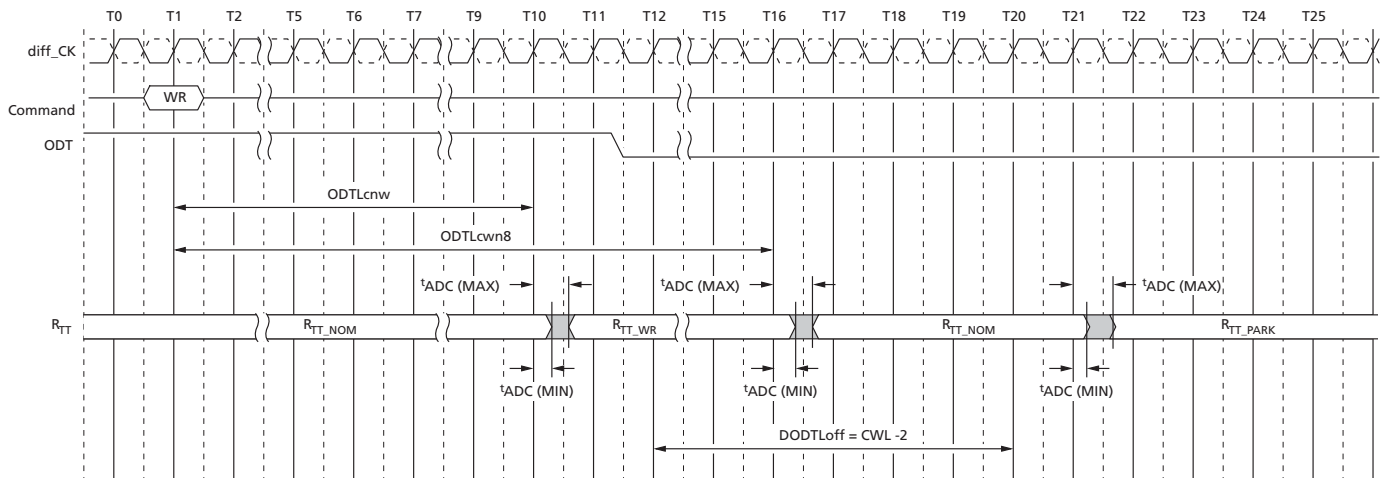 T0 T1 T2 T5 T6 T7 T9 T10 T11 T12 T15 T16 T17 T18 T19 T20 T21 T22 T23 T24 T25
diff_CK
Command WR
ODT
ODTLcnw
ODTLcwn8
tADC (MAX) tADC (MAX) tADC (MAX)
RTT RTT_NOM RTT_WR RTT_NOM RTT_PARK
tADC (MIN) tADC (MIN) tADC (MIN)
DODTLoff = CWL -2